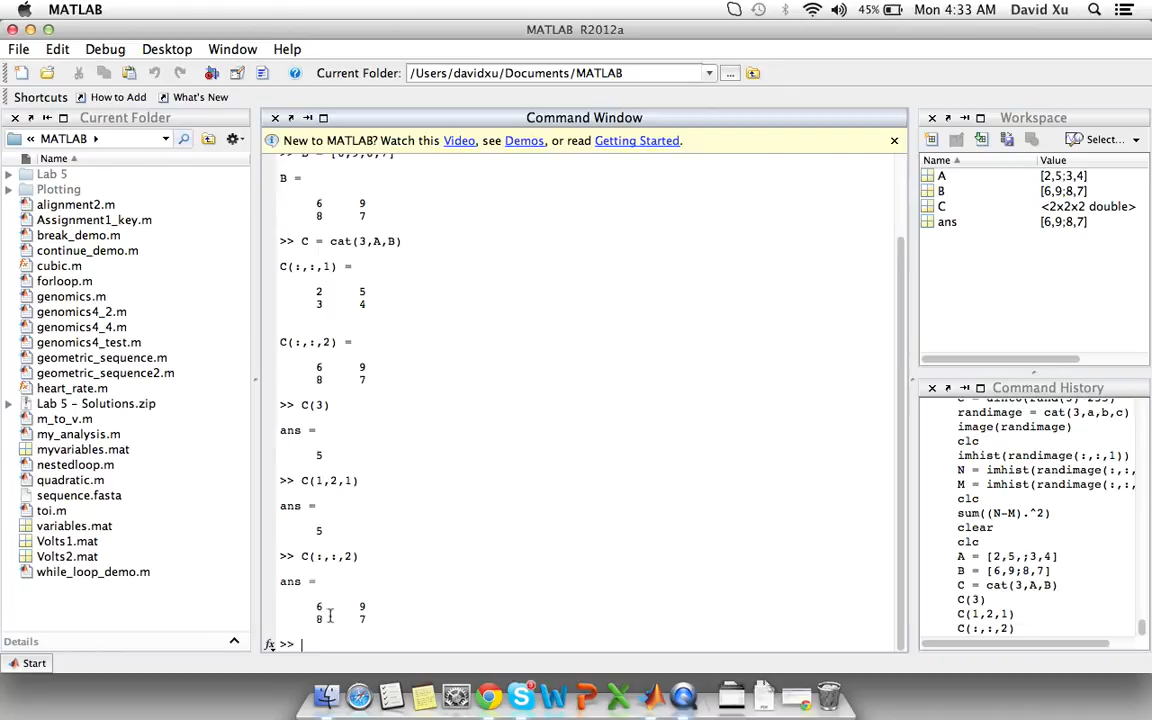 MATLAB
45%
Mon 4:33 AM
David Xu
MATLAB R2012a
File Edit Debug Desktop Window Help
Current Folder: /Users/davidxu/Documents/MATLAB
...
Shortcuts How to Add What's New
Current Folder
« MATLAB
Name
Lab 5
Plotting
alignment2.m
Assignment1_key.m
break_demo.m
continue_demo.m
cubic.m
forloop.m
genomics.m
genomics4_2.m
genomics4_4.m
genomics4_test.m
geometric_sequence.m
geometric_sequence2.m
heart_rate.m
Lab 5 - Solutions.zip
m_to_v.m
my_analysis.m
myvariables.mat
nestedloop.m
quadratic.m
sequence.fasta
toi.m
variables.mat
Volts1.mat
Volts2.mat
while_loop_demo.m
Details
Start
Command Window
New to MATLAB? Watch this Video, see Demos, or read Getting Started.
B =
6 9
8 7
>> C = cat(3,A,B)
C(:,:,1) =
2 5
3 4
C(:,:,2) =
6 9
8 7
>> C(3)
ans =
5
>> C(1,2,1)
ans =
5
>> C(:,:,2)
ans =
6 9
8 7
fx >>
Workspace
Select...
Name Value
A [2,5;3,4]
B [6,9;8,7]
C <2x2x2 double>
ans [6,9;8,7]
Command History
randimage = cat(3,a,b,c)
image(randimage)
clc
imhist(randimage(:,:,1))
N = imhist(randimage(:,:,
M = imhist(randimage(:,:,
clc
sum((N-M).^2)
clear
clc
A = [2,5,;3,4]
B = [6,9;8,7]
C = cat(3,A,B)
C(3)
C(1,2,1)
C(:,:,2)